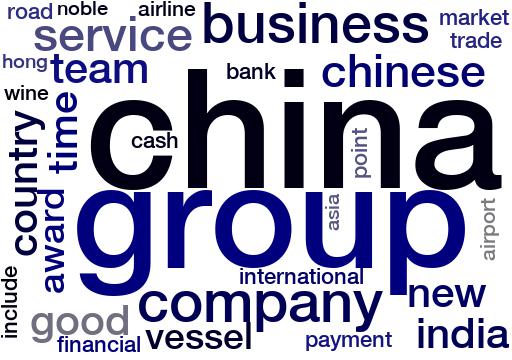 road noble airline
service business market
trade
hong team bank chinese
wine
china
time
country
cash
point
group
award
asia
airport
international
include
company new
good vessel india
financial payment